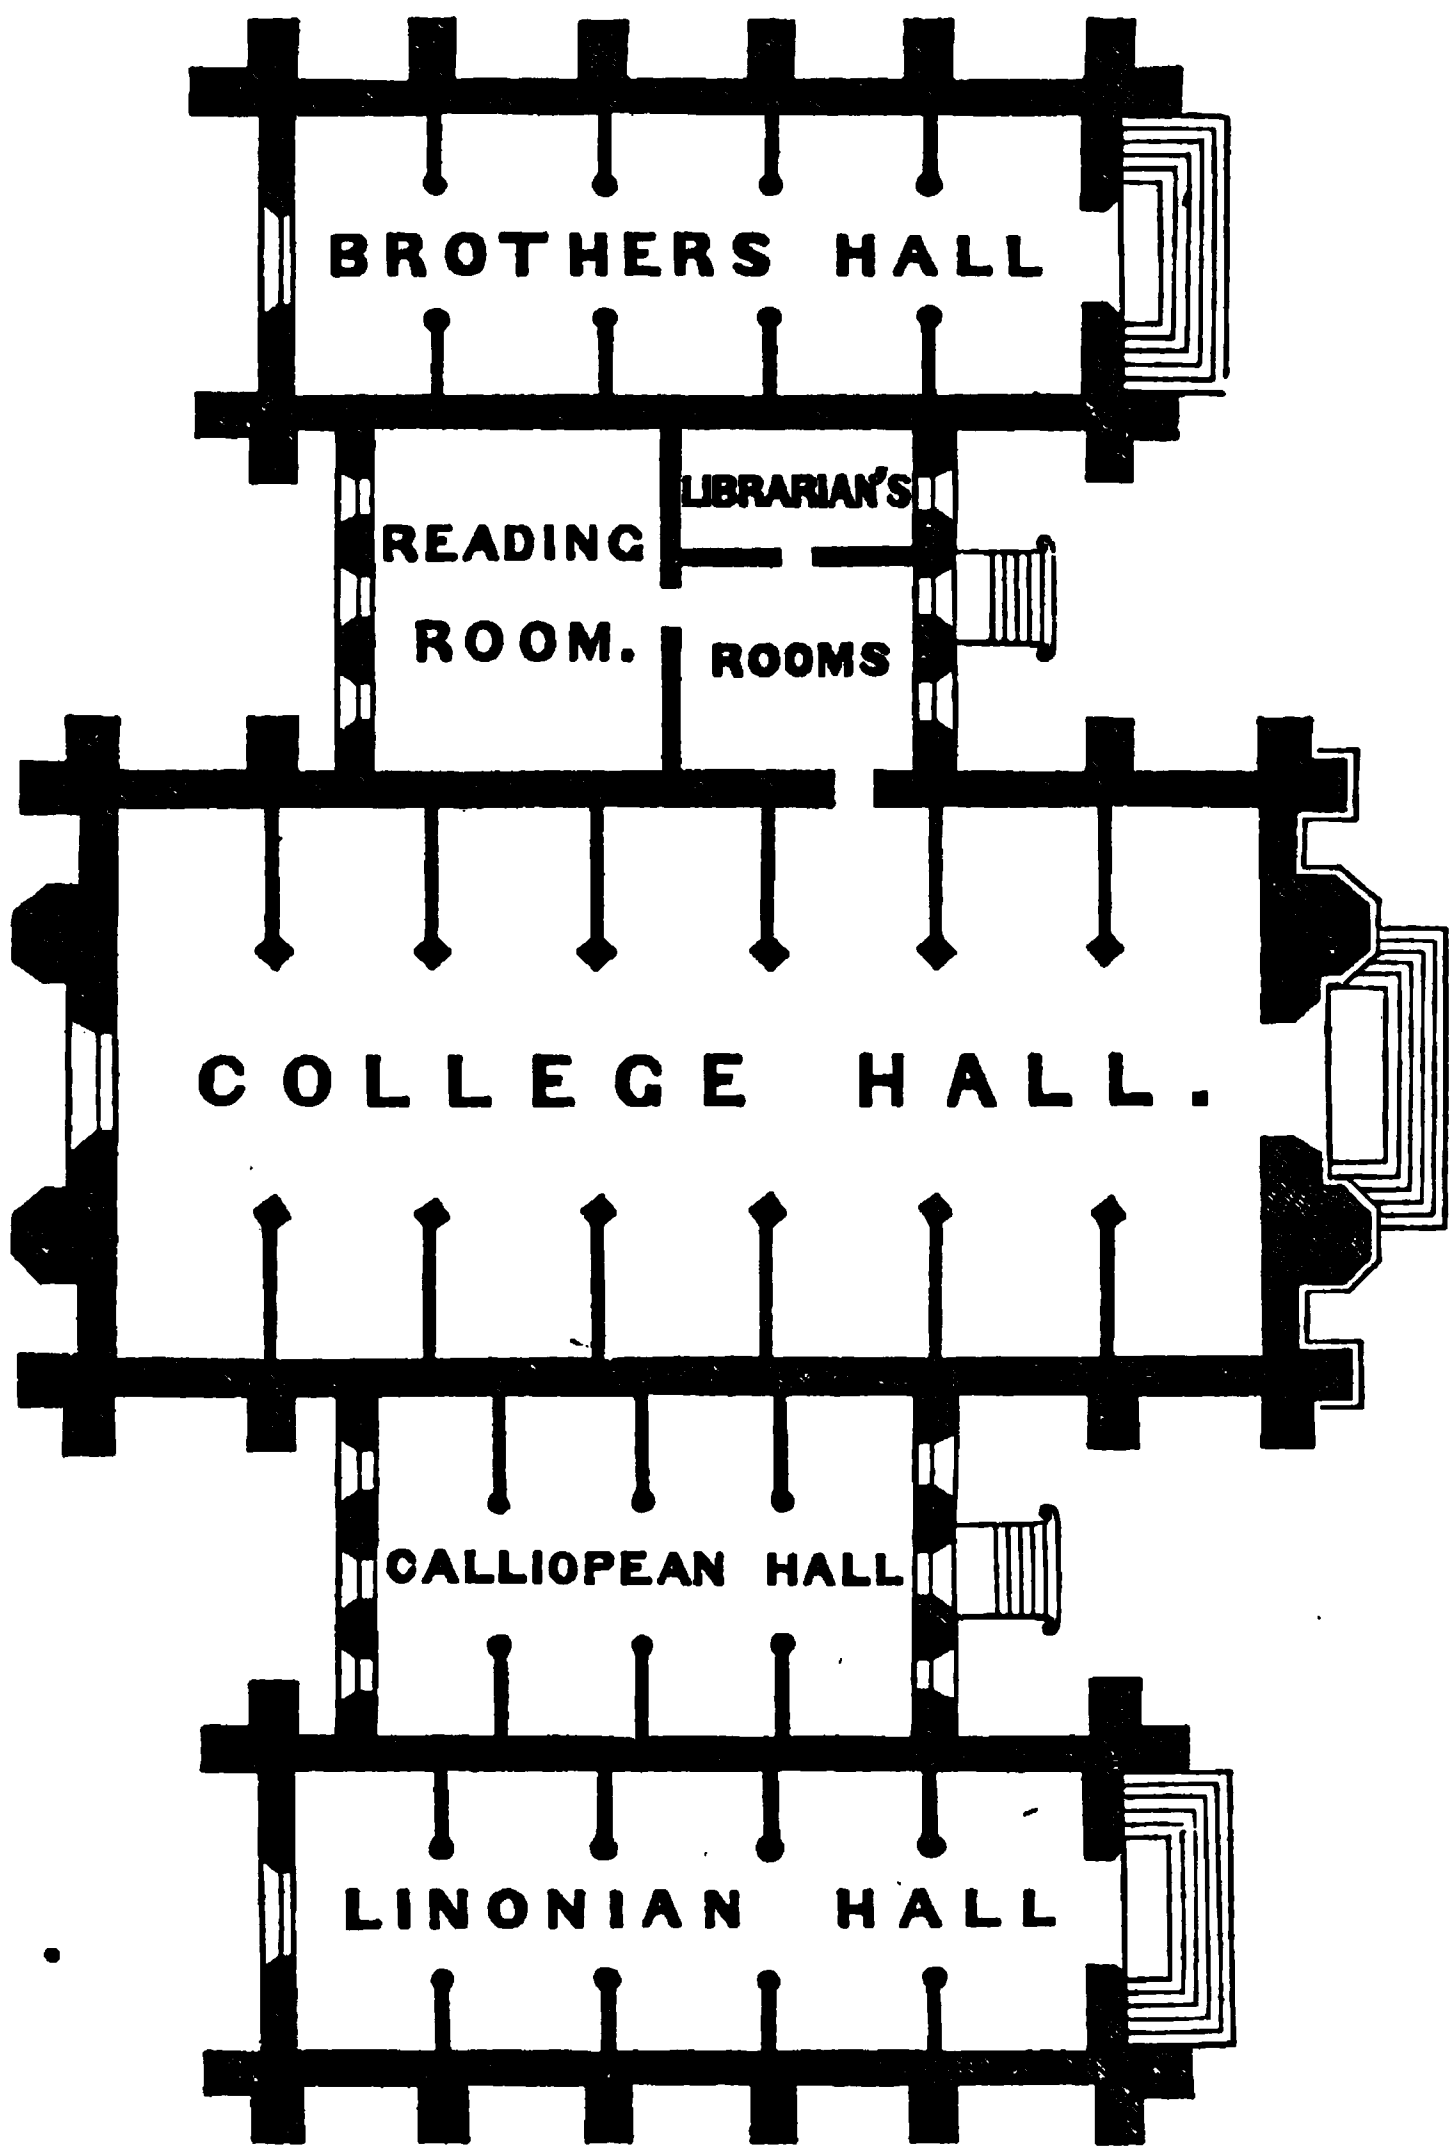 BROTHERS HALL
READING
ROOM.
LIBRARIAN'S
ROOMS
COLLEGE HALL.
CALLIOPEAN HALL
LINONIAN HALL